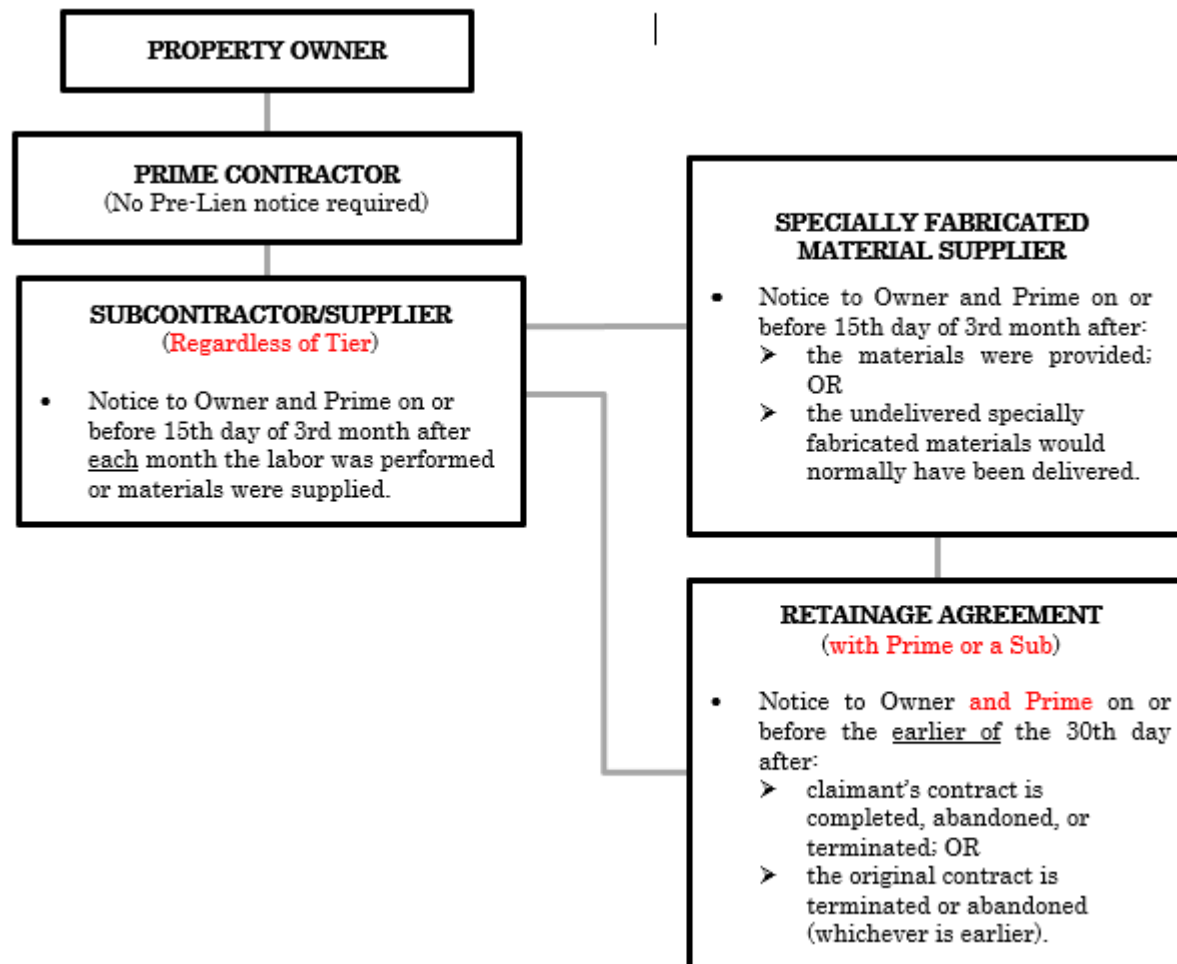 PROPERTY OWNER
PRIME CONTRACTOR
(No Pre-Lien notice required)
SUBCONTRACTOR/SUPPLIER
(Regardless of Tier)
• Notice to Owner and Prime on or
before 15th day of 3rd month after
each month the labor was performed
or materials were supplied.
SPECIALLY FABRICATED
MATERIAL SUPPLIER
• Notice to Owner and Prime on or
before 15th day of 3rd month after:
➢ the materials were provided;
OR
➢ the undelivered specially
fabricated materials would
normally have been delivered.
RETAINAGE AGREEMENT
(with Prime or a Sub)
• Notice to Owner and Prime on or
before the earlier of the 30th day
after:
➢ claimant's contract is
completed, abandoned, or
terminated; OR
➢ the original contract is
terminated or abandoned
(whichever is earlier).